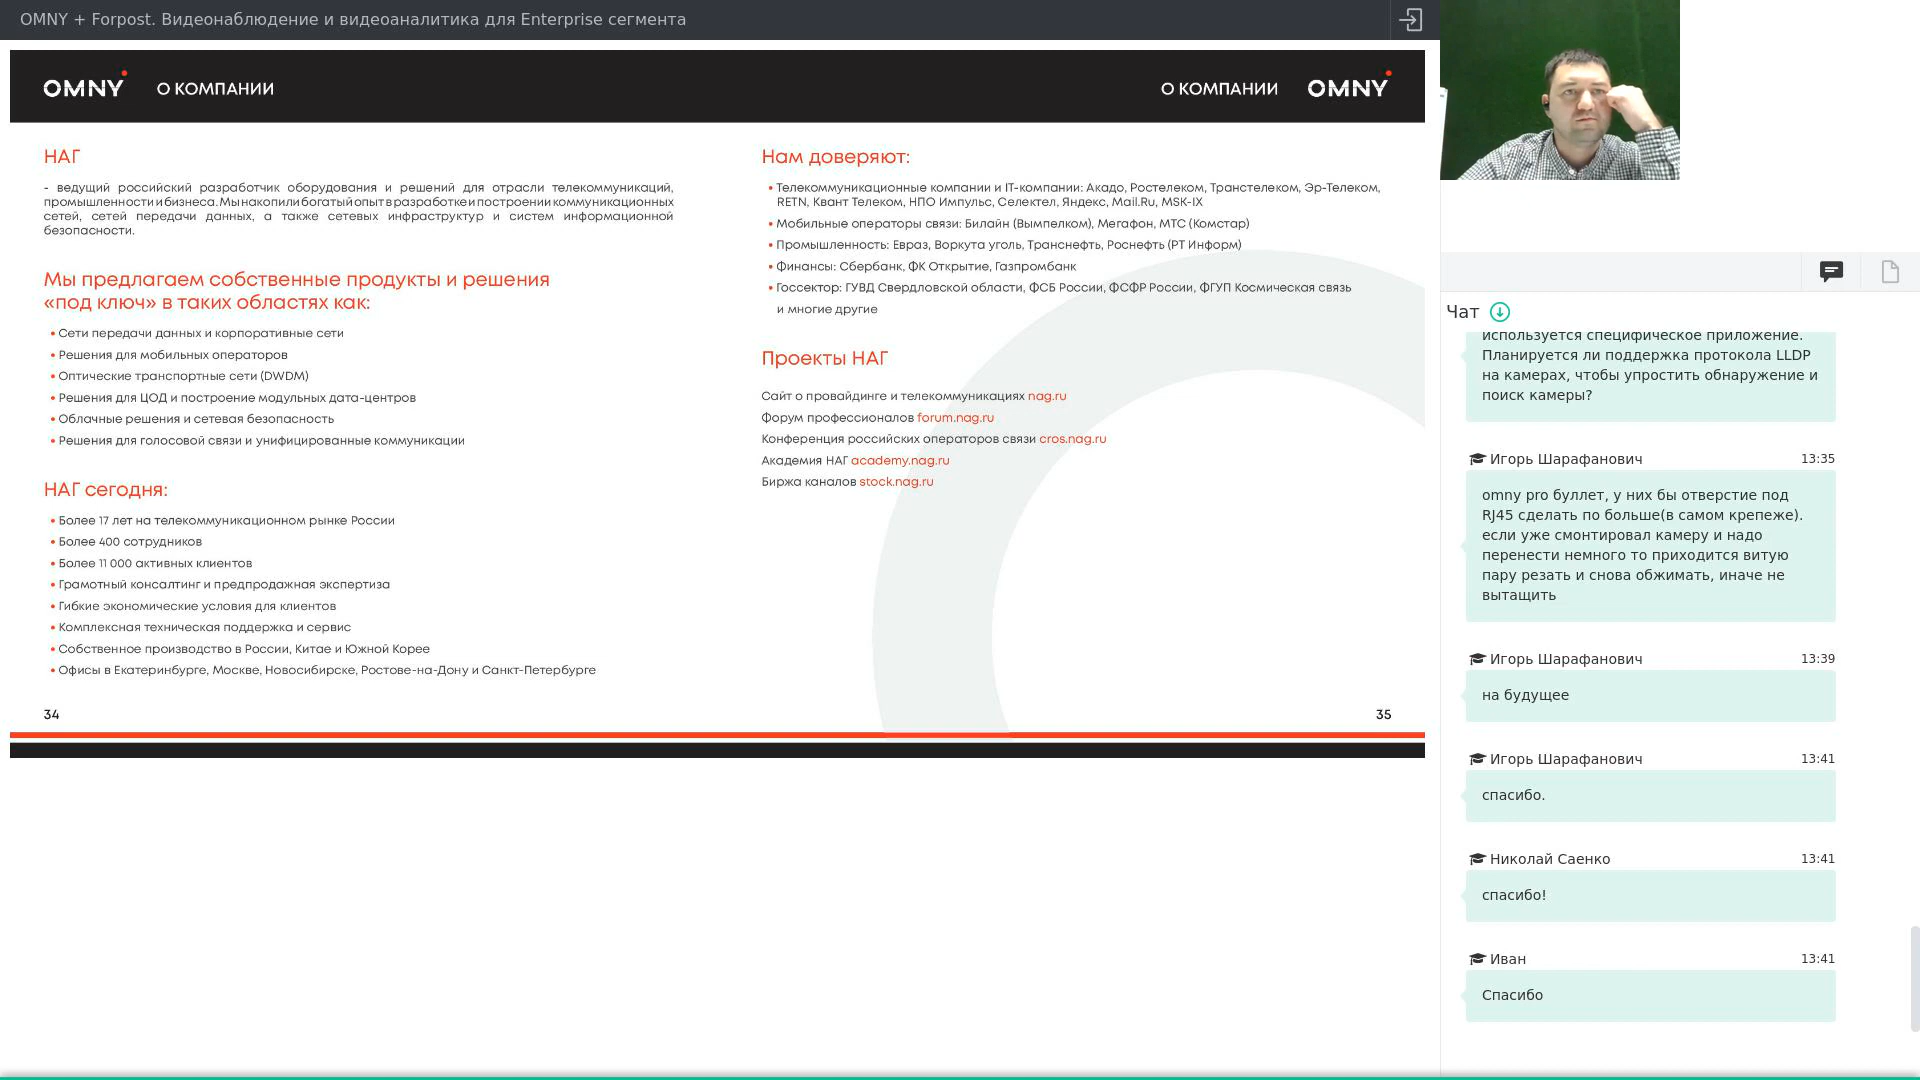 OMNY + Forpost. Видеонаблюдение и видеоаналитика для Enterprise сегмента
OMNY О КОМПАНИИ
О КОМПАНИИ OMNY
НАГ
- ведущий российский разработчик оборудования и решений для отрасли телекоммуникаций,
промышленности и бизнеса. Мы накопили богатый опыт в разработке и построении коммуникационных
сетей, сетей передачи данных, а также сетевых инфраструктур и систем информационной
безопасности.
Мы предлагаем собственные продукты и решения
«под ключ» в таких областях как:
• Сети передачи данных и корпоративные сети
• Решения для мобильных операторов
• Оптические транспортные сети (DWDM)
• Решения для ЦОД и построение модульных дата-центров
• Облачные решения и сетевая безопасность
• Решения для голосовой связи и унифицированные коммуникации
НАГ сегодня:
• Более 17 лет на телекоммуникационном рынке России
• Более 400 сотрудников
• Более 11 000 активных клиентов
• Грамотный консалтинг и предпродажная экспертиза
• Гибкие экономические условия для клиентов
• Комплексная техническая поддержка и сервис
• Собственное производство в России, Китае и Южной Корее
• Офисы в Екатеринбурге, Москве, Новосибирске, Ростове-на-Дону и Санкт-Петербурге
34
Нам доверяют:
• Телекоммуникационные компании и IT-компании: Акадо, Ростелеком, Транстелеком, Эр-Телеком,
RETN, Квант Телеком, НПО Импульс, Селектел, Яндекс, Mail.Ru, MSK-IX
• Мобильные операторы связи: Билайн (Вымпелком), Мегафон, МТС (Комстар)
• Промышленность: Евраз, Воркута уголь, Транснефть, Роснефть (РТ Информ)
• Финансы: Сбербанк, ФК Открытие, Газпромбанк
• Госсектор: ГУВД Свердловской области, ФСБ России, ФСФР России, ФГУП Космическая связь
и многие другие
Проекты НАГ
Сайт о провайдинге и телекоммуникациях nag.ru
Форум профессионалов forum.nag.ru
Конференция российских операторов связи cros.nag.ru
Академия НАГ academy.nag.ru
Биржа каналов stock.nag.ru
35
Чат
используется специфическое приложение.
Планируется ли поддержка протокола LLDP
на камерах, чтобы упростить обнаружение и
поиск камеры?
Игорь Шарафанович 13:35
omny pro буллет, у них бы отверстие под
RJ45 сделать по больше(в самом крепеже).
если уже смонтировал камеру и надо
перенести немного то приходится витую
пару резать и снова обжимать, иначе не
вытащить
Игорь Шарафанович 13:39
на будущее
Игорь Шарафанович 13:41
спасибо.
Николай Саенко 13:41
спасибо!
Иван 13:41
Спасибо